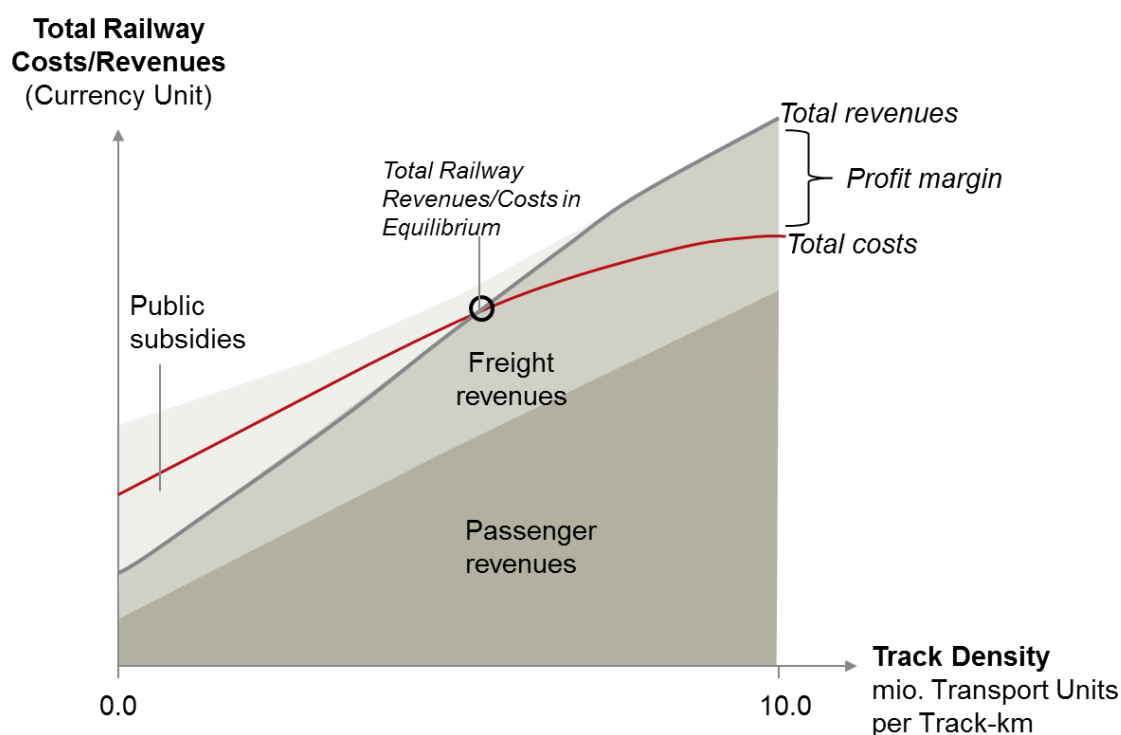 Total Railway
Costs/Revenues
(Currency Unit)
Total revenues
Total Railway
Revenues/Costs in
Equilibrium
Profit margin
Total costs
Public
subsidies
Freight
revenues
Passenger
revenues
Track Density
mio. Transport Units
per Track-km
0.0
10.0